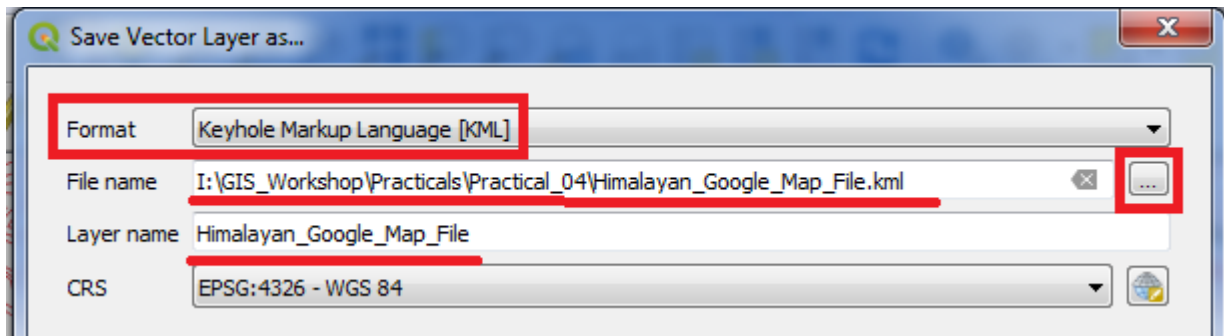 Save Vector Layer as...
Format Keyhole Markup Language [KML]
File name I:\GIS_Workshop\Practicals\Practical_04\Himalayan_Google_Map_File.kml ...
Layer name Himalayan_Google_Map_File
CRS EPSG:4326 - WGS 84